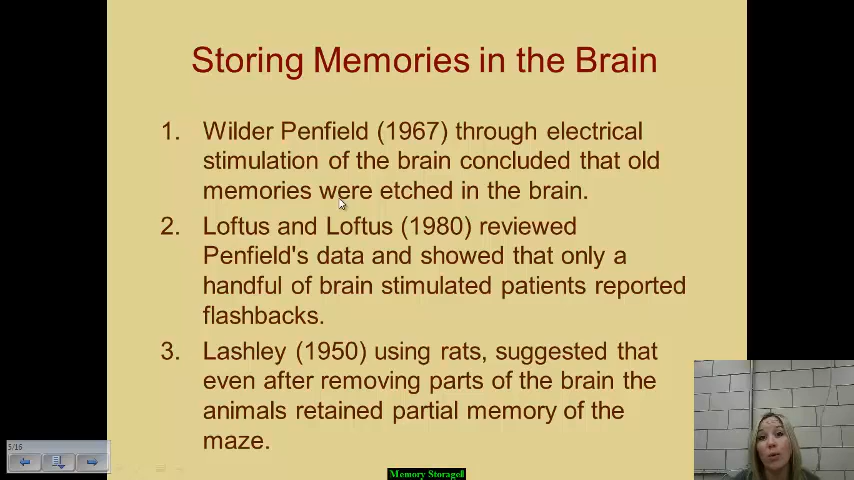 Storing Memories in the Brain
1. Wilder Penfield (1967) through electrical
stimulation of the brain concluded that old
memories were etched in the brain.
2. Loftus and Loftus (1980) reviewed
Penfield's data and showed that only a
handful of brain stimulated patients reported
flashbacks.
3. Lashley (1950) using rats, suggested that
even after removing parts of the brain the
animals retained partial memory of the
maze.
5/16
Memory Storage